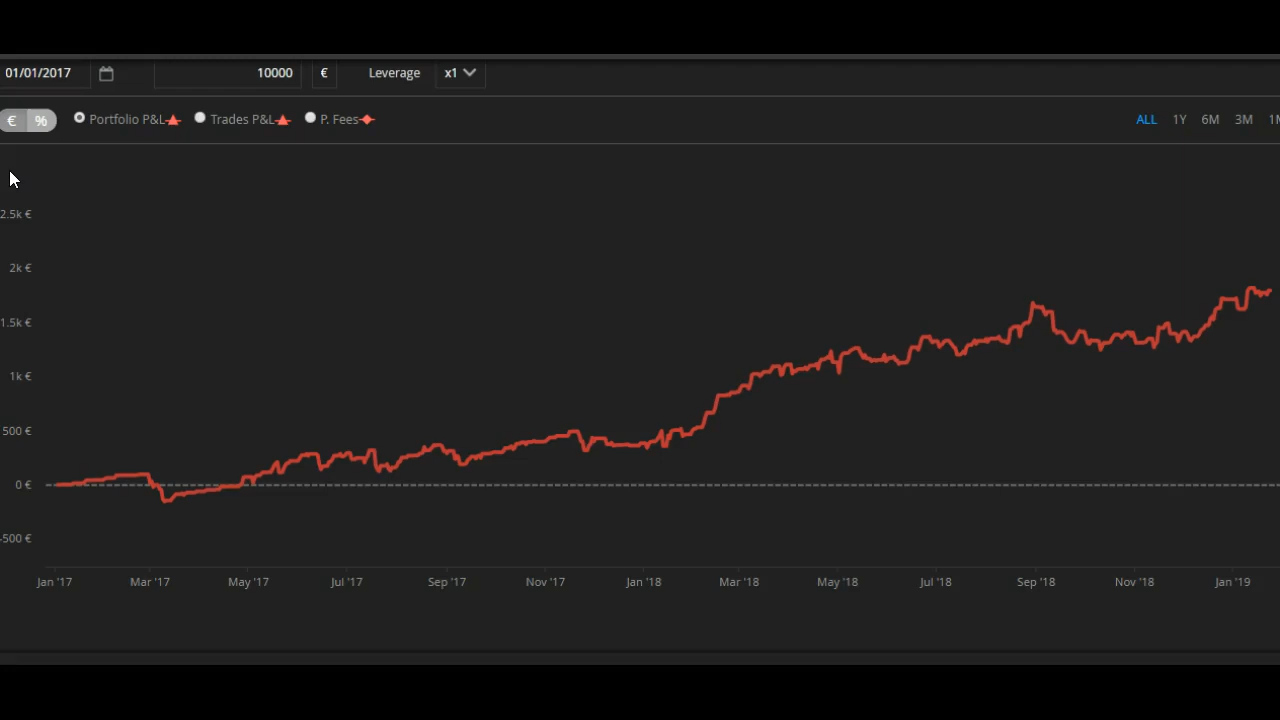 01/01/2017 10000 € Leverage x1
€ % Portfolio P&L Trades P&L P. Fees ALL 1Y 6M 3M
2.5k €
2k €
1.5k €
1k €
500 €
0 €
-500 €
Jan '17 Mar '17 May '17 Jul '17 Sep '17 Nov '17 Jan '18 Mar '18 May '18 Jul '18 Sep '18 Nov '18 Jan '19